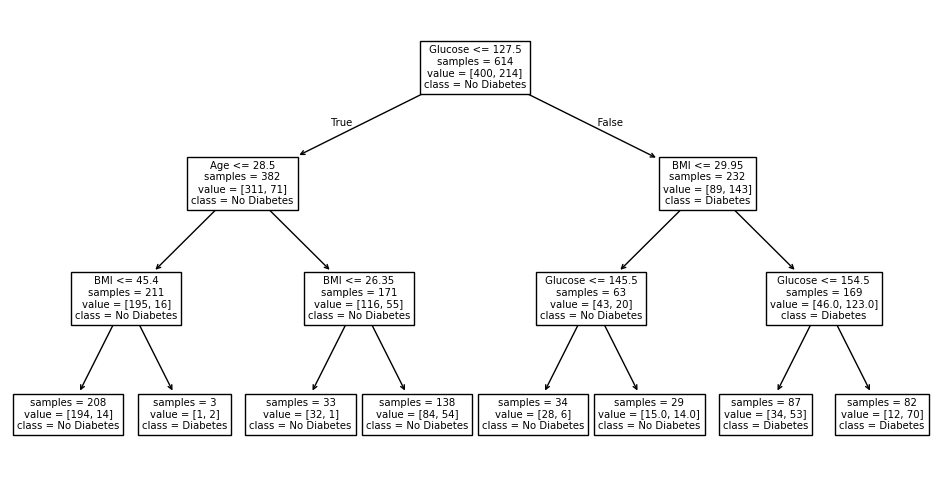 Glucose <= 127.5
samples = 614
value = [400, 214]
class = No Diabetes
True
False
Age <= 28.5
samples = 382
value = [311, 71]
class = No Diabetes
BMI <= 29.95
samples = 232
value = [89, 143]
class = Diabetes
BMI <= 45.4
samples = 211
value = [195, 16]
class = No Diabetes
BMI <= 26.35
samples = 171
value = [116, 55]
class = No Diabetes
Glucose <= 145.5
samples = 63
value = [43, 20]
class = No Diabetes
Glucose <= 154.5
samples = 169
value = [46.0, 123.0]
class = Diabetes
samples = 208
value = [194, 14]
class = No Diabetes
samples = 3
value = [1, 2]
class = Diabetes
samples = 33
value = [32, 1]
class = No Diabetes
samples = 138
value = [84, 54]
class = No Diabetes
samples = 34
value = [28, 6]
class = No Diabetes
samples = 29
value = [15.0, 14.0]
class = No Diabetes
samples = 87
value = [34, 53]
class = Diabetes
samples = 82
value = [12, 70]
class = Diabetes